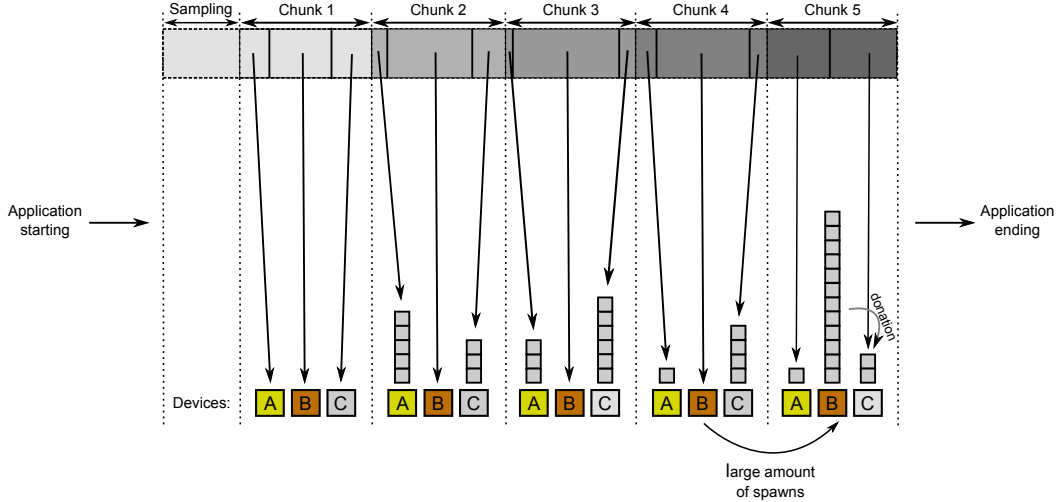 Sampling Chunk 1 Chunk 2 Chunk 3 Chunk 4 Chunk 5
Application
starting
Application
ending
donation
Devices: A B C A B C A B C A B C A B C
large amount
of spawns